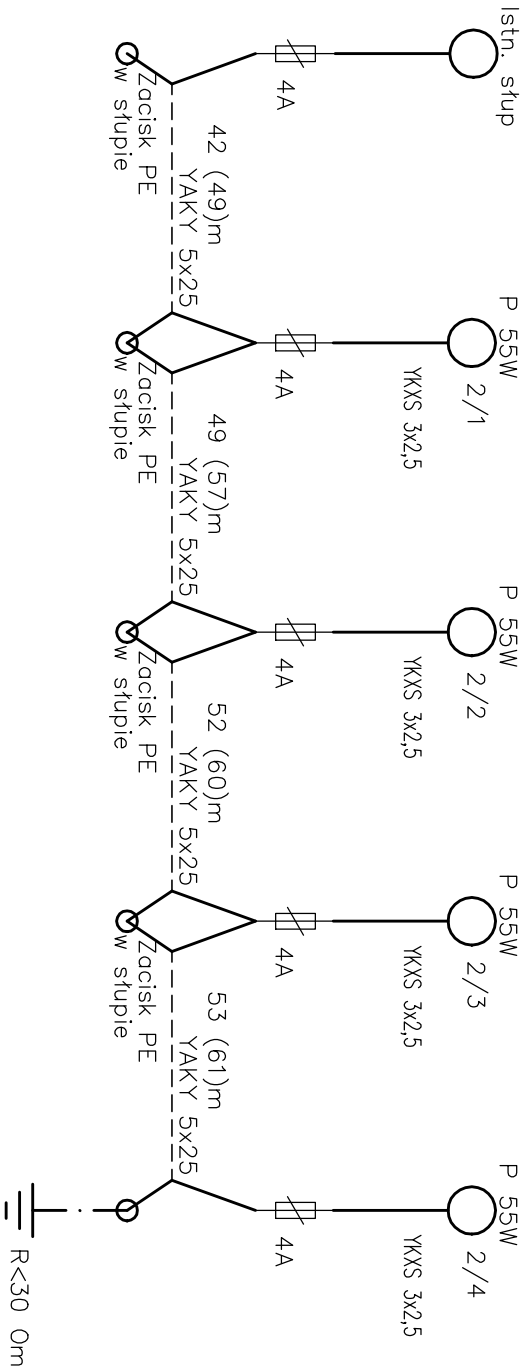 Istn. słup
4A
Zacisk PE
w słupie
42 (49)m
YAKY 5x25
P 55W
2/1
YKXS 3x2,5
4A
Zacisk PE
w słupie
49 (57)m
YAKY 5x25
P 55W
2/2
YKXS 3x2,5
4A
Zacisk PE
w słupie
52 (60)m
YAKY 5x25
P 55W
2/3
YKXS 3x2,5
4A
Zacisk PE
w słupie
53 (61)m
YAKY 5x25
P 55W
2/4
YKXS 3x2,5
4A
R<30 Om